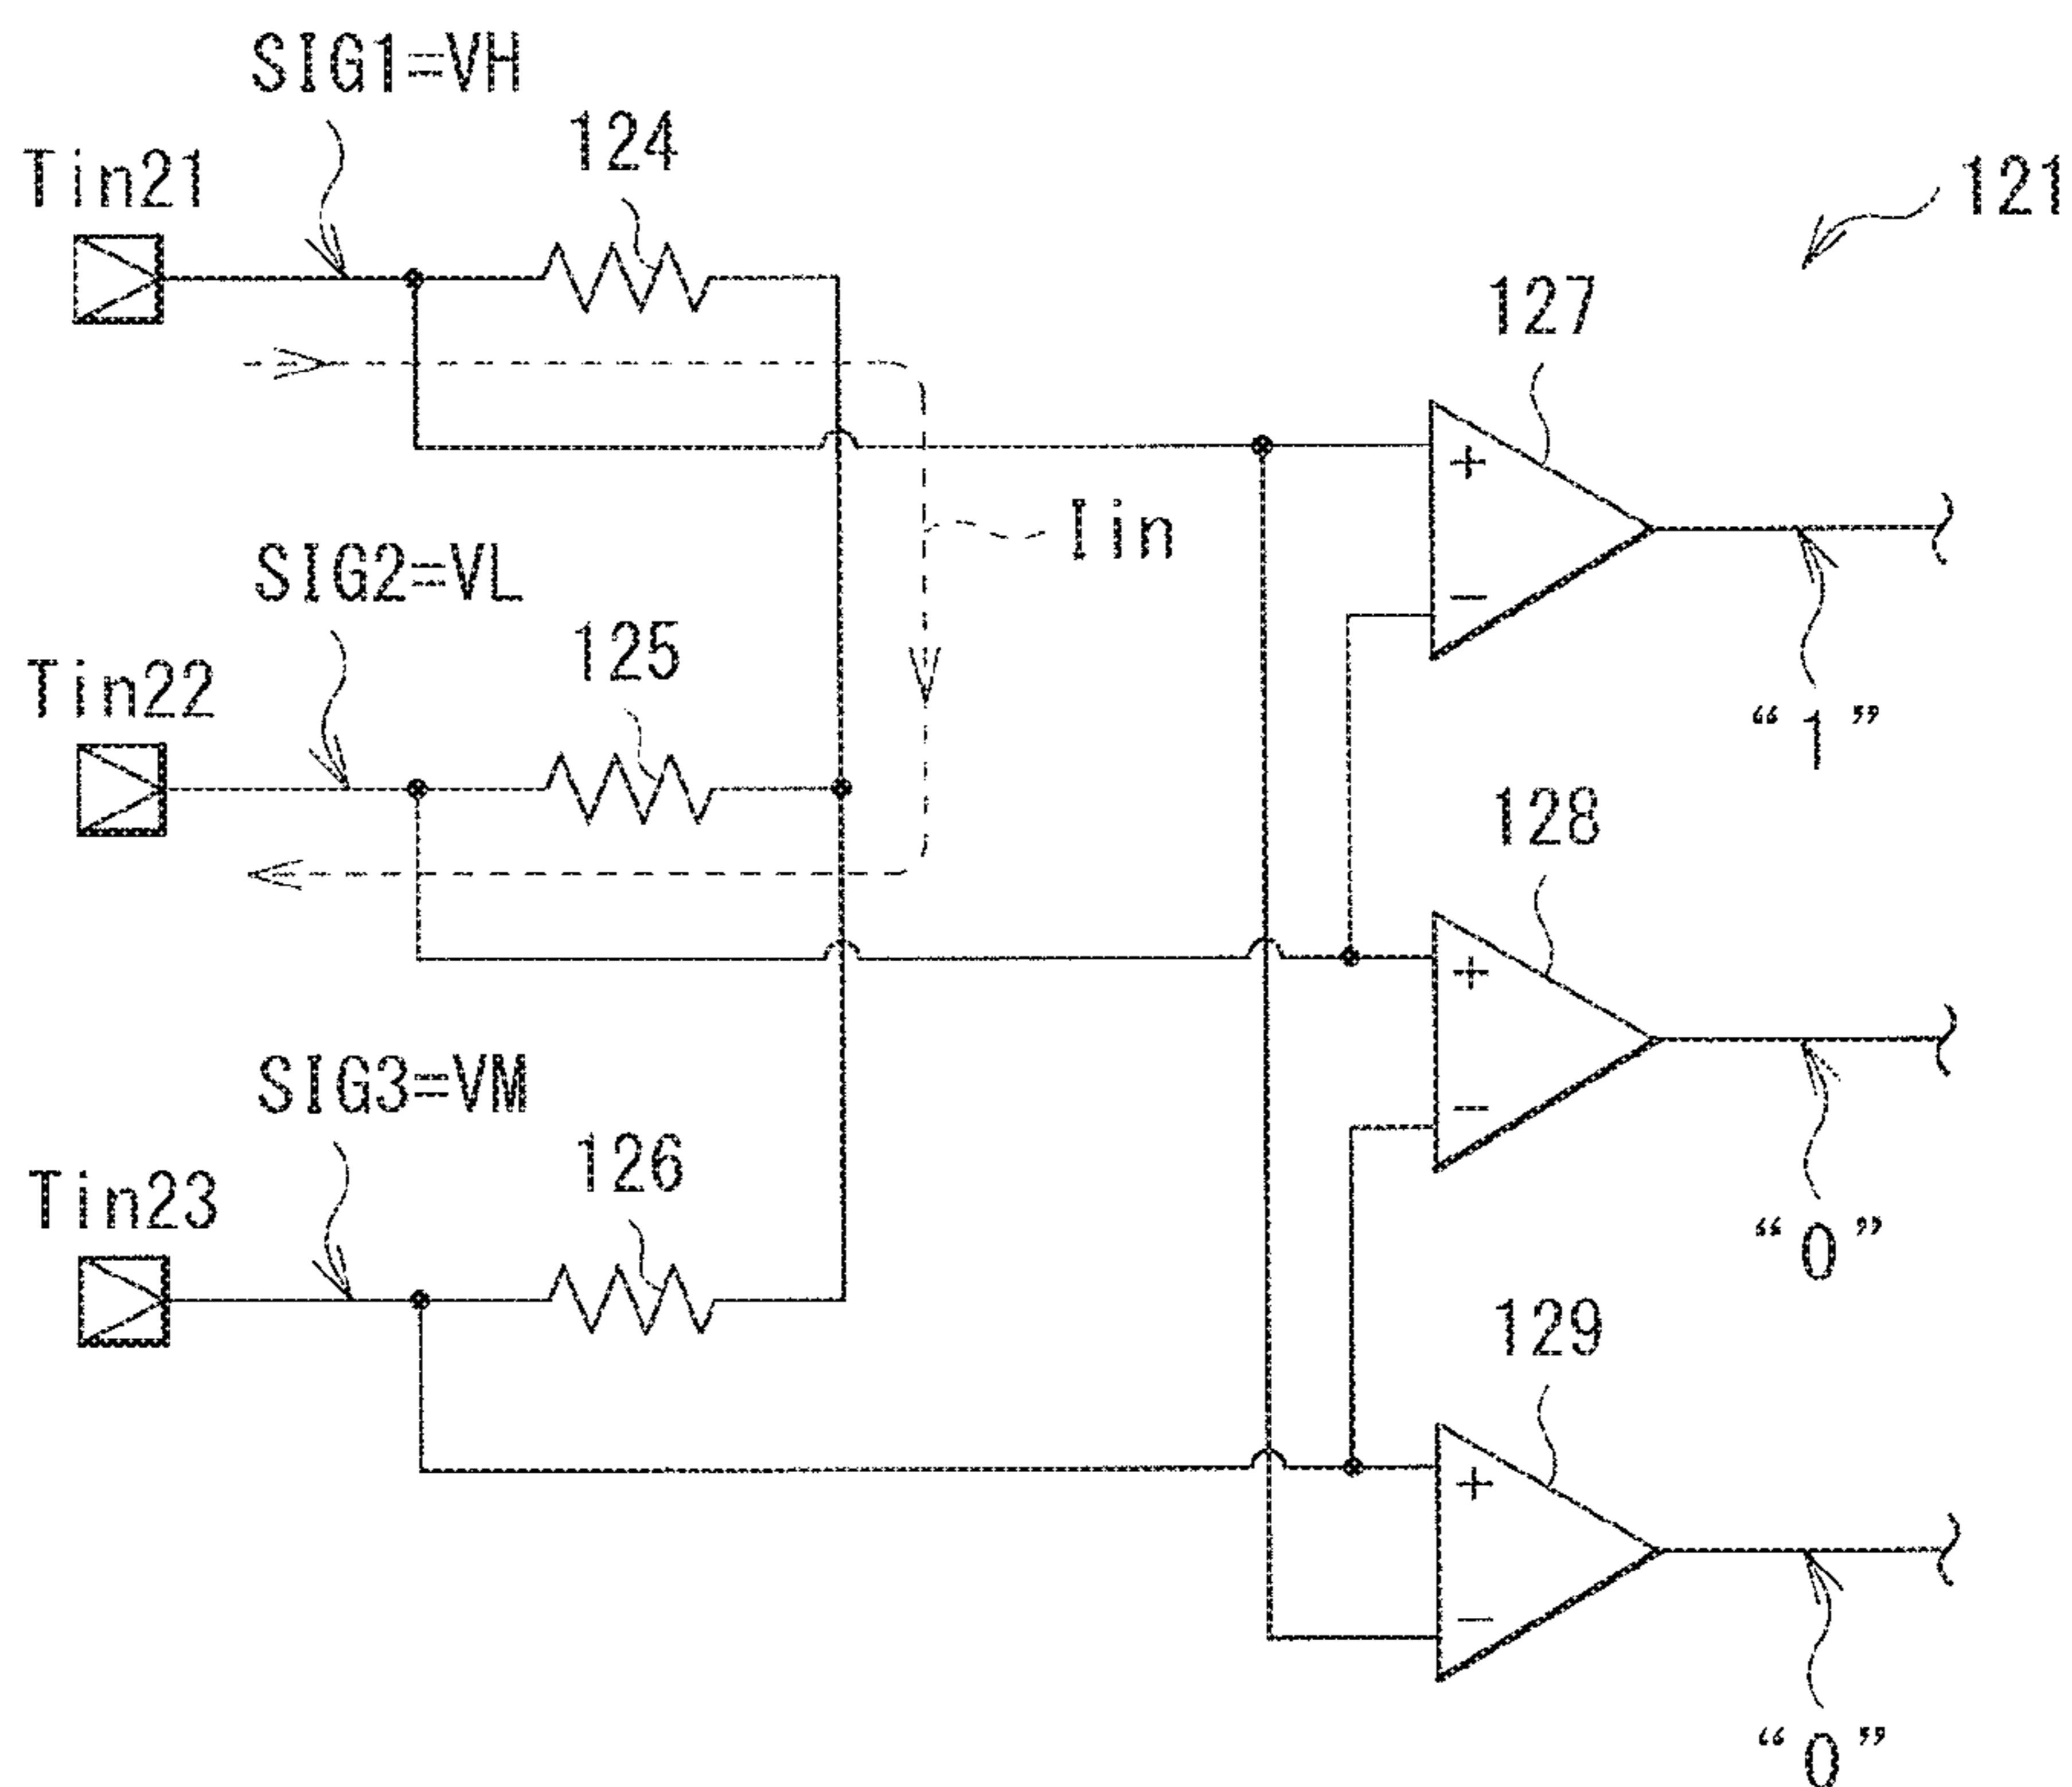 SIG1=VH
124
Tin21
121
127
+
−
Iin
“1”
SIG2=VL
125
Tin22
128
+
−
“0”
SIG3=VM
126
Tin23
129
+
−
“0”